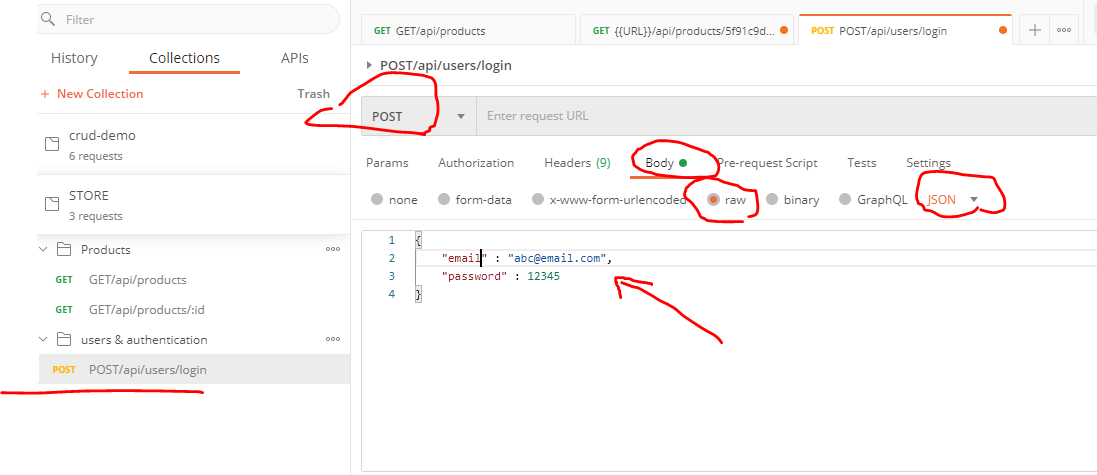 Filter
History Collections APIs
+ New Collection Trash
crud-demo
6 requests
STORE
3 requests
Products
GET GET/api/products
GET GET/api/products/:id
users & authentication
POST POST/api/users/login
GET GET/api/products GET {{URL}}/api/products/5f91c9d... POST POST/api/users/login
POST/api/users/login
POST Enter request URL
Params Authorization Headers (9) Body Pre-request Script Tests Settings
none form-data x-www-form-urlencoded raw binary GraphQL JSON
1 {
2 "email" : "abc@email.com",
3 "password" : 12345
4 }